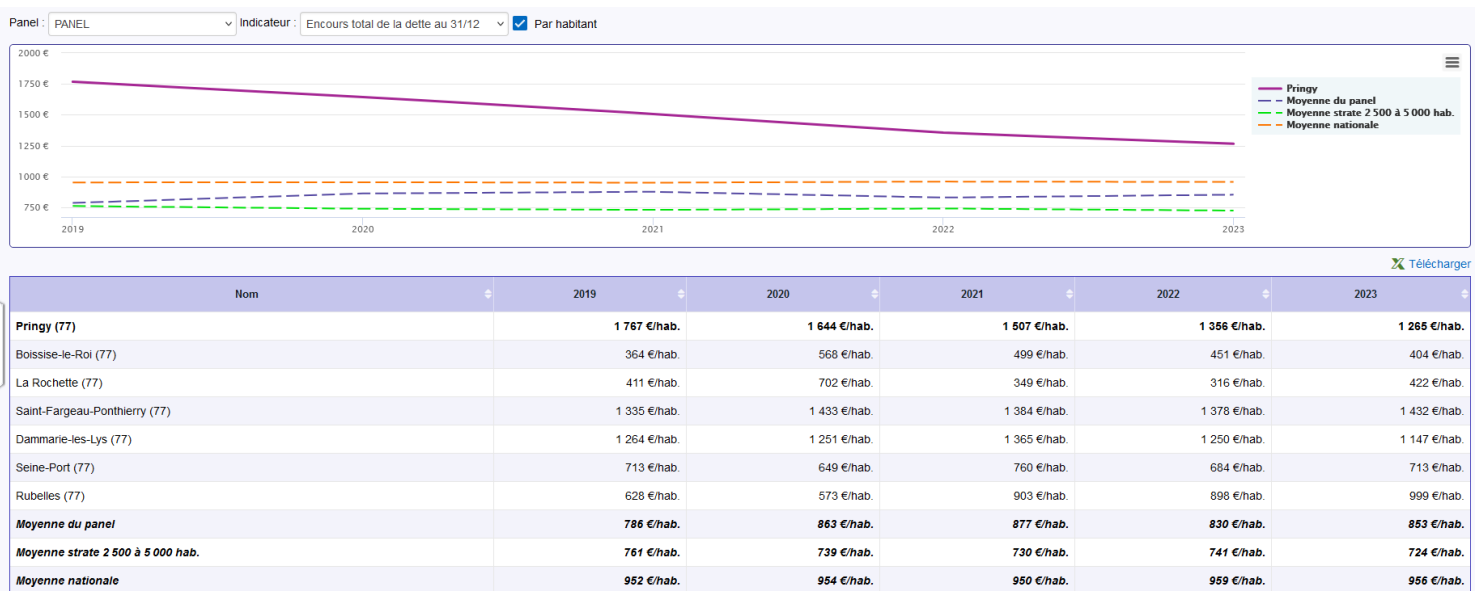 Panel : PANEL Indicateur : Encours total de la dette au 31/12 Par habitant
2000 €
1750 €
1500 €
1250 €
1000 €
750 €
2019 2020 2021 2022 2023
Pringy
Moyenne du panel
Moyenne strate 2 500 à 5 000 hab.
Moyenne nationale
Télécharger
Nom 2019 2020 2021 2022 2023
Pringy (77) 1 767 €/hab. 1 644 €/hab. 1 507 €/hab. 1 356 €/hab. 1 265 €/hab.
Boissise-le-Roi (77) 364 €/hab. 568 €/hab. 499 €/hab. 451 €/hab. 404 €/hab.
La Rochette (77) 411 €/hab. 702 €/hab. 349 €/hab. 316 €/hab. 422 €/hab.
Saint-Fargeau-Ponthierry (77) 1 335 €/hab. 1 433 €/hab. 1 384 €/hab. 1 378 €/hab. 1 432 €/hab.
Dammarie-les-Lys (77) 1 264 €/hab. 1 251 €/hab. 1 365 €/hab. 1 250 €/hab. 1 147 €/hab.
Seine-Port (77) 713 €/hab. 649 €/hab. 760 €/hab. 684 €/hab. 713 €/hab.
Rubelles (77) 628 €/hab. 573 €/hab. 903 €/hab. 898 €/hab. 999 €/hab.
Moyenne du panel 786 €/hab. 863 €/hab. 877 €/hab. 830 €/hab. 853 €/hab.
Moyenne strate 2 500 à 5 000 hab. 761 €/hab. 739 €/hab. 730 €/hab. 741 €/hab. 724 €/hab.
Moyenne nationale 952 €/hab. 954 €/hab. 950 €/hab. 959 €/hab. 956 €/hab.